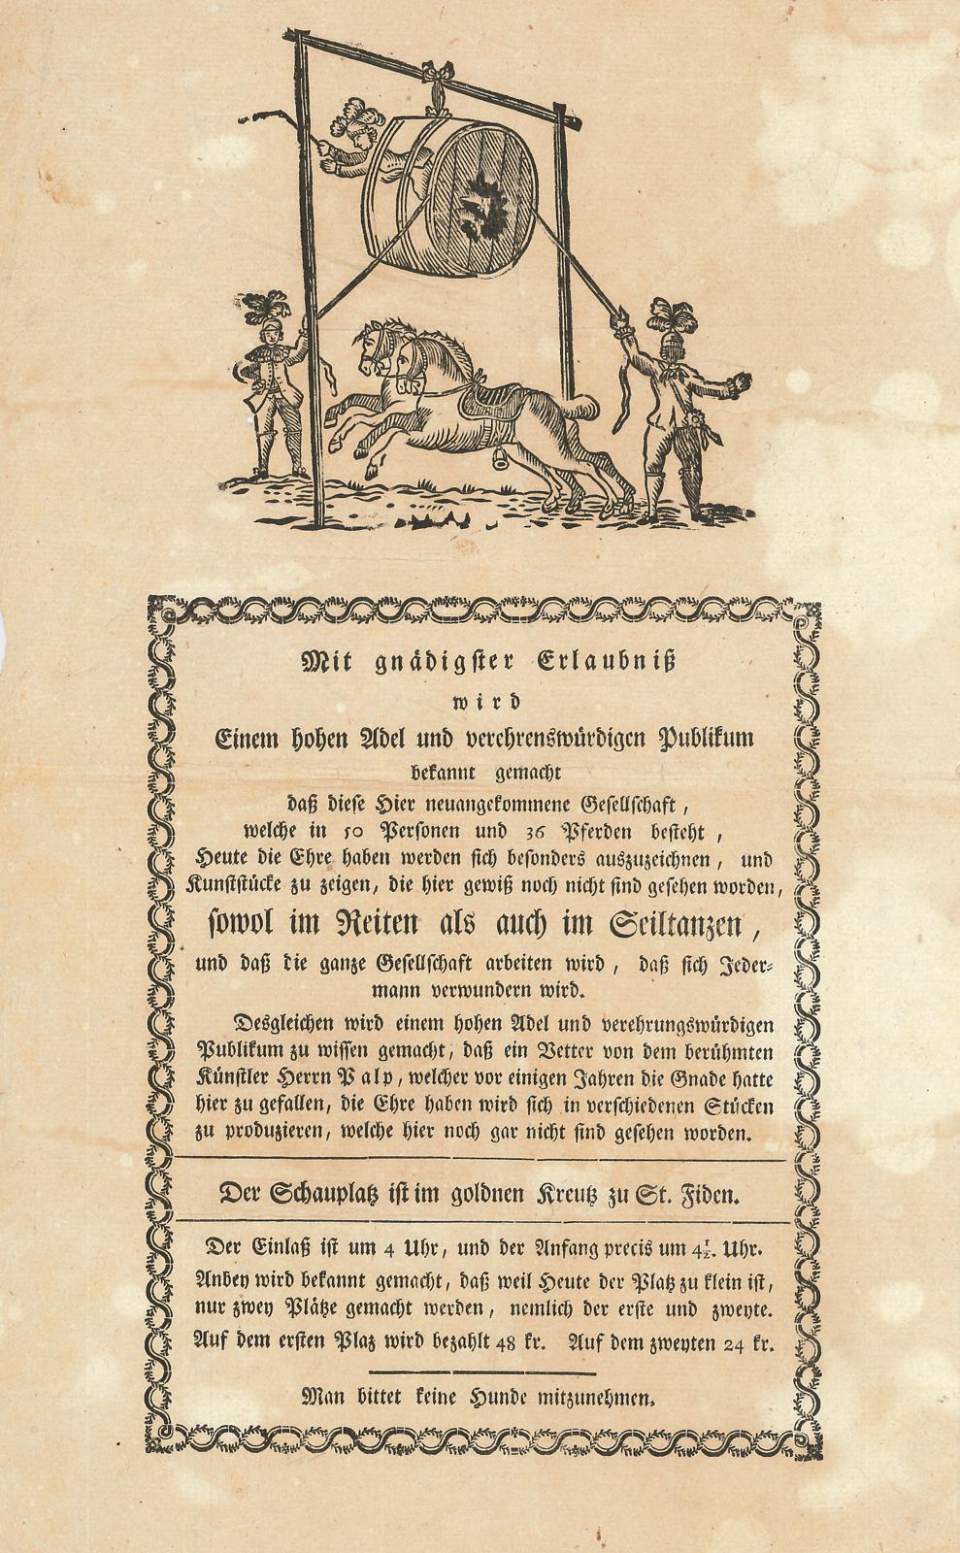 Mit gnädigster Erlaubniß
wird
Einem hohen Adel und verehrenswürdigen Publikum
bekannt gemacht
daß diese Hier neuangekommene Gesellschaft,
welche in 50 Personen und 36 Pferden besteht,
Heute die Ehre haben werden sich besonders auszuzeichnen, und
Kunststücke zu zeigen, die hier gewiß noch nicht sind gesehen worden,
sowol im Reiten als auch im Seiltanzen,
und daß die ganze Gesellschaft arbeiten wird, daß sich Jeder-
mann verwundern wird.
Desgleichen wird einem hohen Adel und verehrungswürdigen
Publikum zu wissen gemacht, daß ein Vetter von dem berühmten
Künstler Herrn Palp, welcher vor einigen Jahren die Gnade hatte
hier zu gefallen, die Ehre haben wird sich in verschiedenen Stücken
zu produzieren, welche hier noch gar nicht sind gesehen worden.
Der Schauplatz ist im goldnen Kreutz zu St. Fiden.
Der Einlaß ist um 4 Uhr, und der Anfang precis um 4½. Uhr.
Anbey wird bekannt gemacht, daß weil Heute der Platz zu klein ist,
nur zwey Plätze gemacht werden, nemlich der erste und zweyte.
Auf dem ersten Plaz wird bezahlt 48 kr. Auf dem zweyten 24 kr.
Man bittet keine Hunde mitzunehmen.